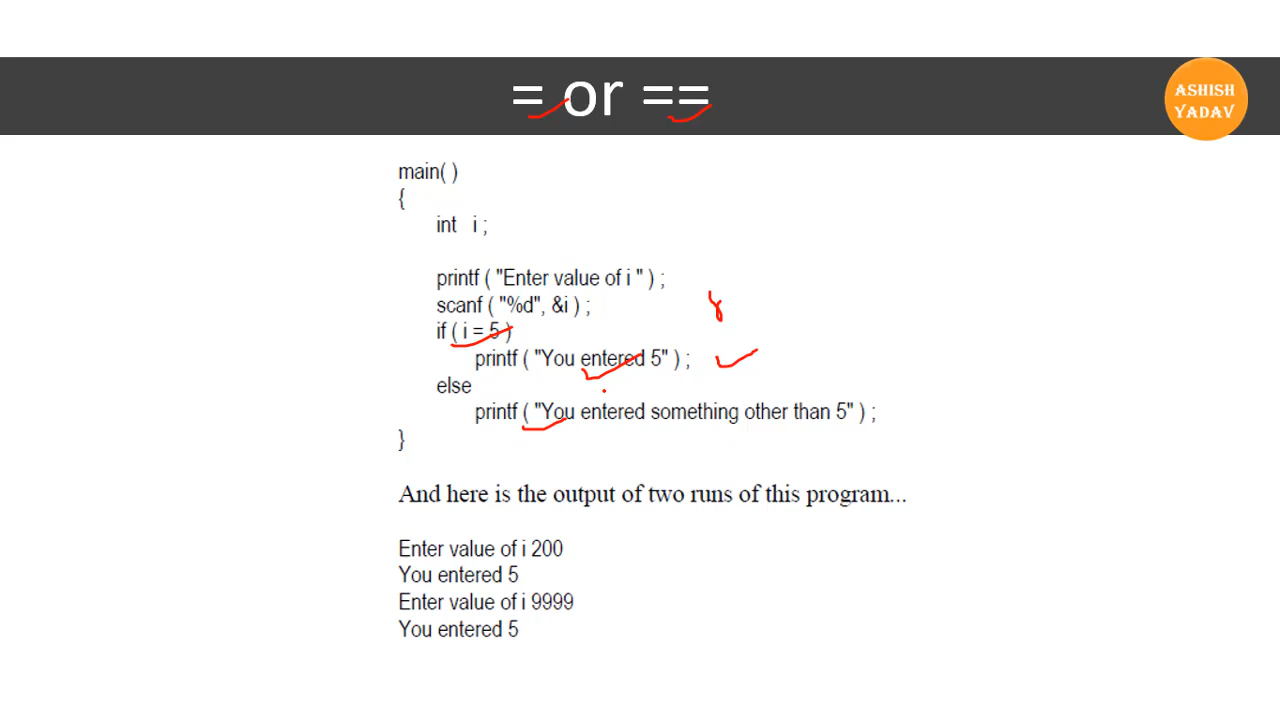 = or ==
ASHISH
YADAV
main( )
{
int i ;
printf ( "Enter value of i " ) ;
scanf ( "%d", &i ) ;
if ( i = 5 )
printf ( "You entered 5" ) ;
else
printf ( "You entered something other than 5" ) ;
}
And here is the output of two runs of this program...
Enter value of i 200
You entered 5
Enter value of i 9999
You entered 5